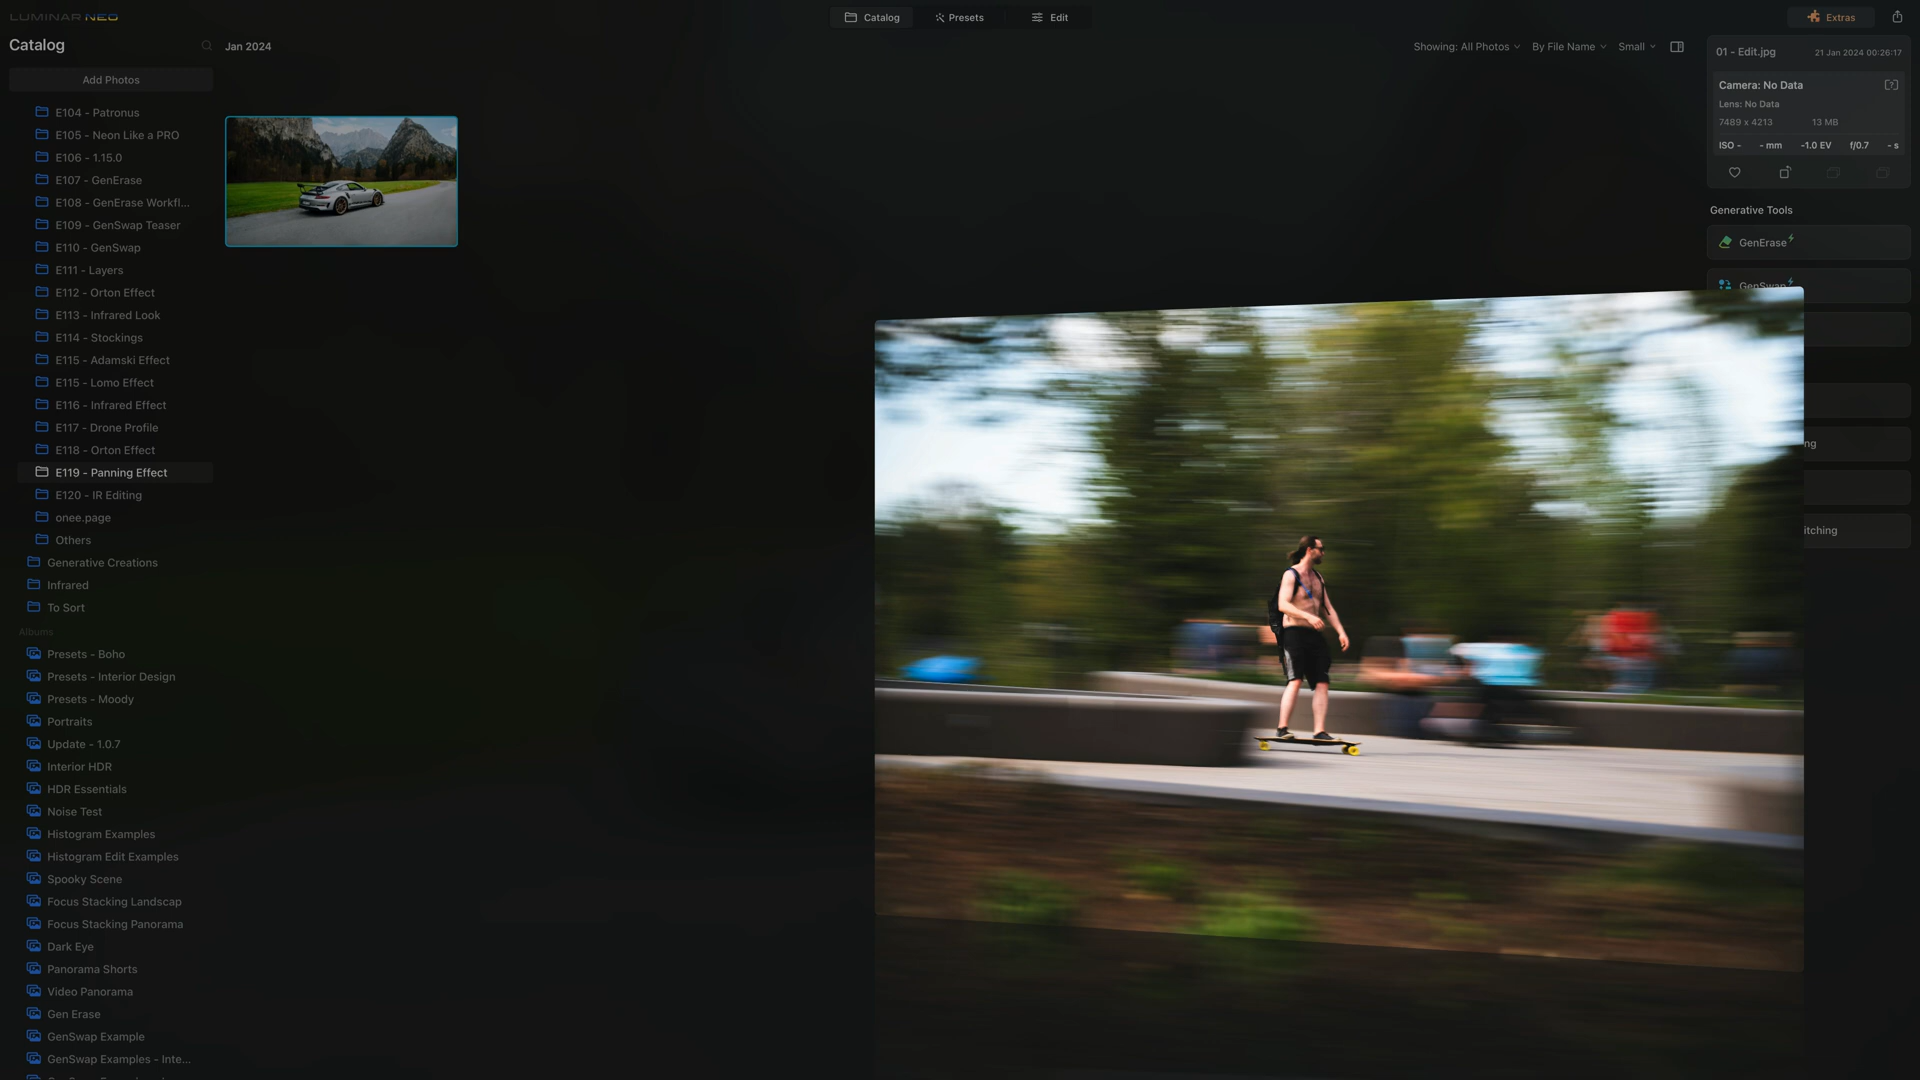 LUMINAR NEO
Catalog
Presets
Edit
Extras
Catalog
Jan 2024
Showing: All Photos
By File Name
Small
Add Photos
E104 - Patronus
E105 - Neon Like a PRO
E106 - 1.15.0
E107 - GenErase
E108 - GenErase Workfl...
E109 - GenSwap Teaser
E110 - GenSwap
E111 - Layers
E112 - Orton Effect
E113 - Infrared Look
E114 - Stockings
E115 - Adamski Effect
E115 - Lomo Effect
E116 - Infrared Effect
E117 - Drone Profile
E118 - Orton Effect
E119 - Panning Effect
E120 - IR Editing
onee.page
Others
Generative Creations
Infrared
To Sort
Albums
Presets - Boho
Presets - Interior Design
Presets - Moody
Portraits
Update - 1.0.7
Interior HDR
HDR Essentials
Noise Test
Histogram Examples
Histogram Edit Examples
Spooky Scene
Focus Stacking Landscap
Focus Stacking Panorama
Dark Eye
Panorama Shorts
Video Panorama
Gen Erase
GenSwap Example
GenSwap Examples - Inte...
01 - Edit.jpg
21 Jan 2024 00:26:17
Camera: No Data
Lens: No Data
7489 x 4213
13 MB
ISO -
- mm
-1.0 EV
f/0.7
- s
Generative Tools
GenErase
GenSwap
ng
itching